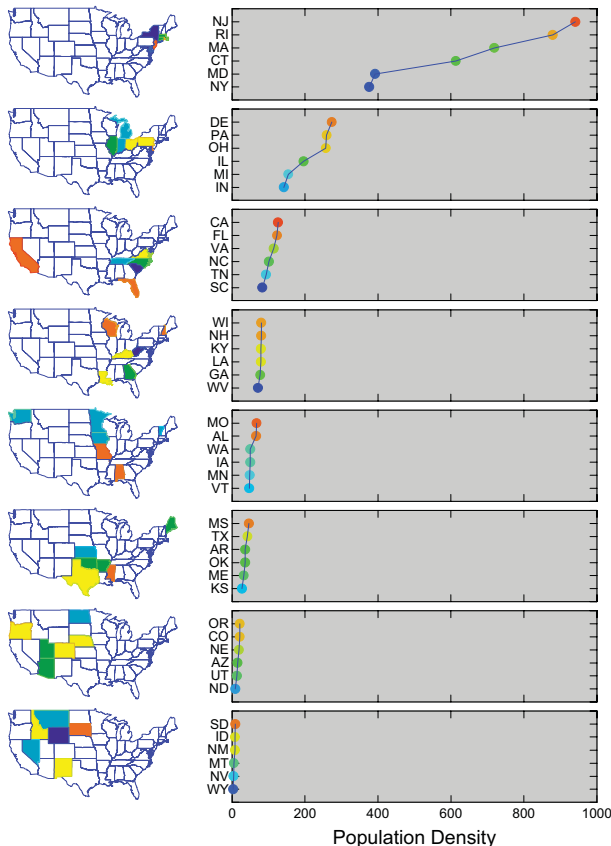 NJ
RI
MA
CT
MD
NY
DE
PA
OH
IL
MI
IN
CA
FL
VA
NC
TN
SC
WI
NH
KY
LA
GA
WV
MO
AL
WA
IA
MN
VT
MS
TX
AR
OK
ME
KS
OR
CO
NE
AZ
UT
ND
SD
ID
NM
MT
NV
WY
0 200 400 600 800 1000
Population Density